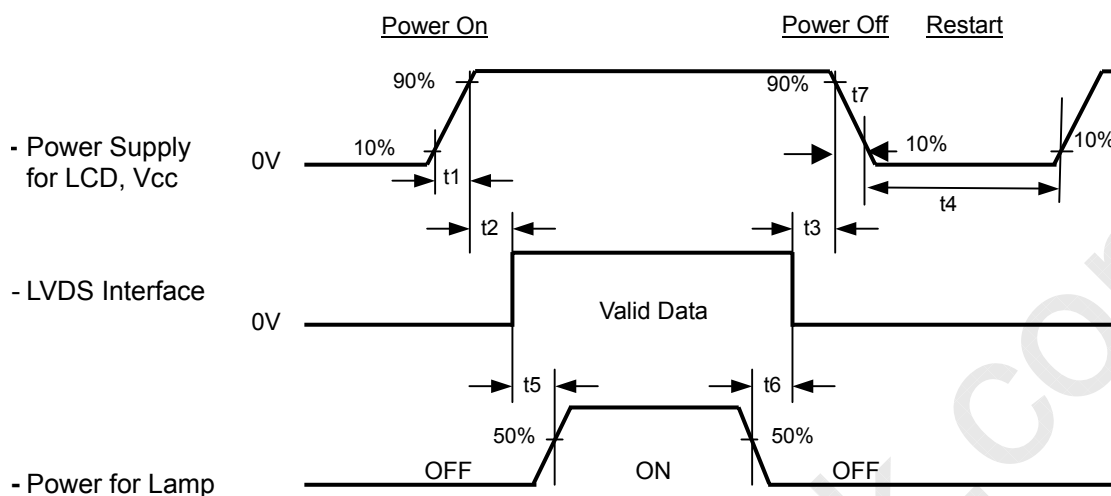 Power On
Power Off Restart
90%
90%
t7
- Power Supply
for LCD, Vcc
0V
10%
10%
10%
t1
t4
t2
t3
- LVDS Interface
0V
Valid Data
t5
t6
50%
50%
- Power for Lamp
OFF
ON
OFF